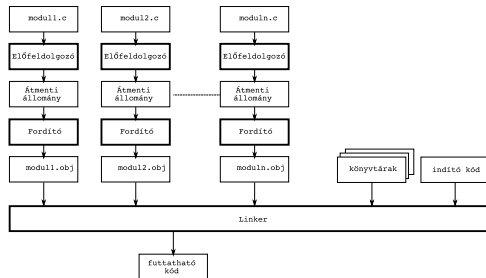 modul1.c modul2.c moduln.c
Előfeldolgozó Előfeldolgozó Előfeldolgozó
Átmenti Átmenti Átmenti
állomány állomány állomány
Fordító Fordító Fordító
modul1.obj modul2.obj moduln.obj könyvtárak indító kód
Linker
futtatható
kód